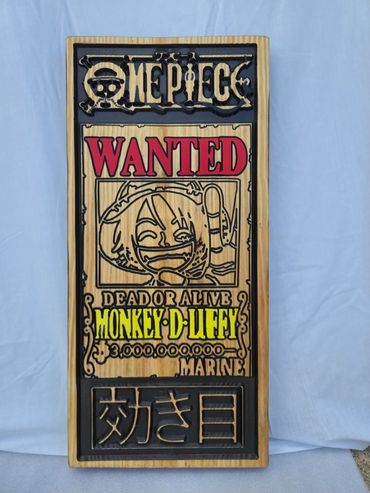 ONE PIECE
WANTED
DEAD OR ALIVE
MONKEY·D·LUFFY
฿3,000,000,000—
MARINE
効き目